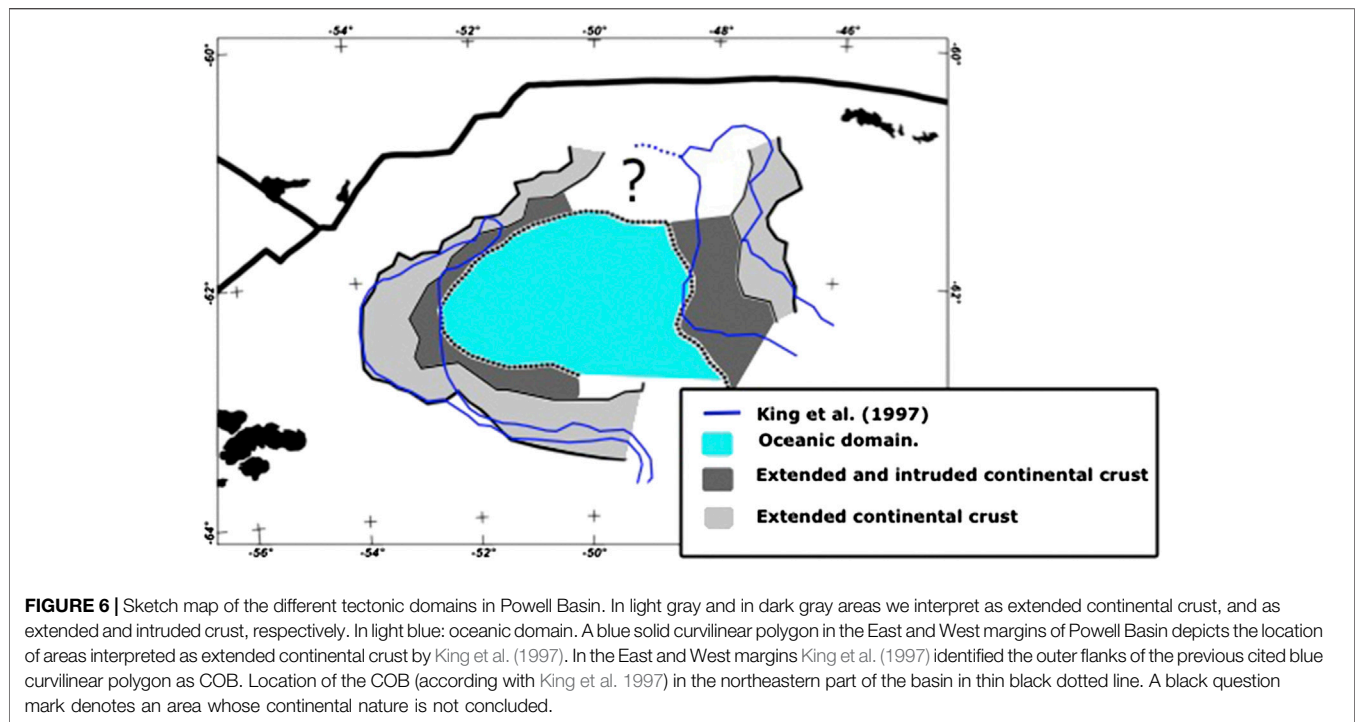 -54°
-52°
-50°
-48°
-46°
-60°
-60°
?
-62°
-62°
King et al. (1997)
Oceanic domain.
Extended and intruded continental crust
Extended continental crust
-64°
-56°
-54°
-52°
-50°
FIGURE 6 | Sketch map of the different tectonic domains in Powell Basin. In light gray and in dark gray areas we interpret as extended continental crust, and as
extended and intruded crust, respectively. In light blue: oceanic domain. A blue solid curvilinear polygon in the East and West margins of Powell Basin depicts the location
of areas interpreted as extended continental crust by King et al. (1997). In the East and West margins King et al. (1997) identified the outer flanks of the previous cited blue
curvilinear polygon as COB. Location of the COB (according with King et al. 1997) in the northeastern part of the basin in thin black dotted line. A black question
mark denotes an area whose continental nature is not concluded.